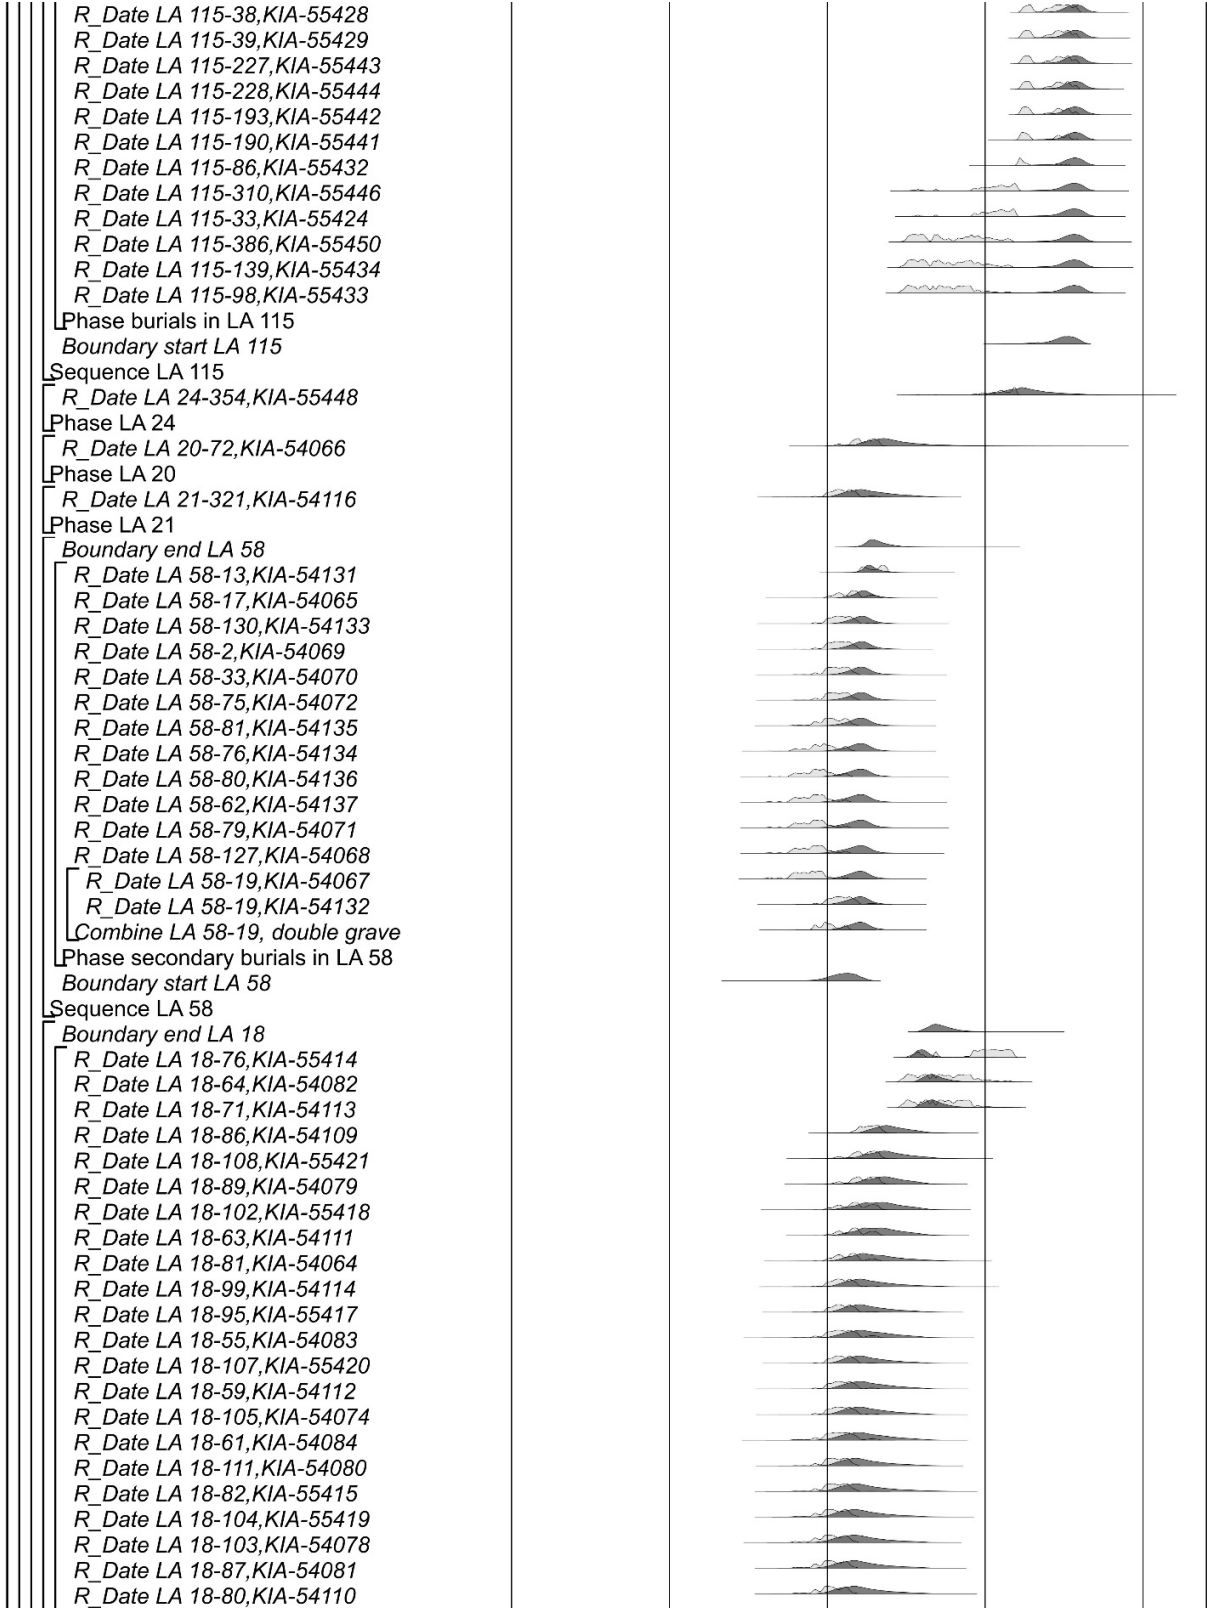 R_Date LA 115-38,KIA-55428
R_Date LA 115-39,KIA-55429
R_Date LA 115-227,KIA-55443
R_Date LA 115-228,KIA-55444
R_Date LA 115-193,KIA-55442
R_Date LA 115-190,KIA-55441
R_Date LA 115-86,KIA-55432
R_Date LA 115-310,KIA-55446
R_Date LA 115-33,KIA-55424
R_Date LA 115-386,KIA-55450
R_Date LA 115-139,KIA-55434
R_Date LA 115-98,KIA-55433
Phase burials in LA 115
Boundary start LA 115
Sequence LA 115
R_Date LA 24-354,KIA-55448
Phase LA 24
R_Date LA 20-72,KIA-54066
Phase LA 20
R_Date LA 21-321,KIA-54116
Phase LA 21
Boundary end LA 58
R_Date LA 58-13,KIA-54131
R_Date LA 58-17,KIA-54065
R_Date LA 58-130,KIA-54133
R_Date LA 58-2,KIA-54069
R_Date LA 58-33,KIA-54070
R_Date LA 58-75,KIA-54072
R_Date LA 58-81,KIA-54135
R_Date LA 58-76,KIA-54134
R_Date LA 58-80,KIA-54136
R_Date LA 58-62,KIA-54137
R_Date LA 58-79,KIA-54071
R_Date LA 58-127,KIA-54068
R_Date LA 58-19,KIA-54067
R_Date LA 58-19,KIA-54132
Combine LA 58-19, double grave
Phase secondary burials in LA 58
Boundary start LA 58
Sequence LA 58
Boundary end LA 18
R_Date LA 18-76,KIA-55414
R_Date LA 18-64,KIA-54082
R_Date LA 18-71,KIA-54113
R_Date LA 18-86,KIA-54109
R_Date LA 18-108,KIA-55421
R_Date LA 18-89,KIA-54079
R_Date LA 18-102,KIA-55418
R_Date LA 18-63,KIA-54111
R_Date LA 18-81,KIA-54064
R_Date LA 18-99,KIA-54114
R_Date LA 18-95,KIA-55417
R_Date LA 18-55,KIA-54083
R_Date LA 18-107,KIA-55420
R_Date LA 18-59,KIA-54112
R_Date LA 18-105,KIA-54074
R_Date LA 18-61,KIA-54084
R_Date LA 18-111,KIA-54080
R_Date LA 18-82,KIA-55415
R_Date LA 18-104,KIA-55419
R_Date LA 18-103,KIA-54078
R_Date LA 18-87,KIA-54081
R_Date LA 18-80,KIA-54110